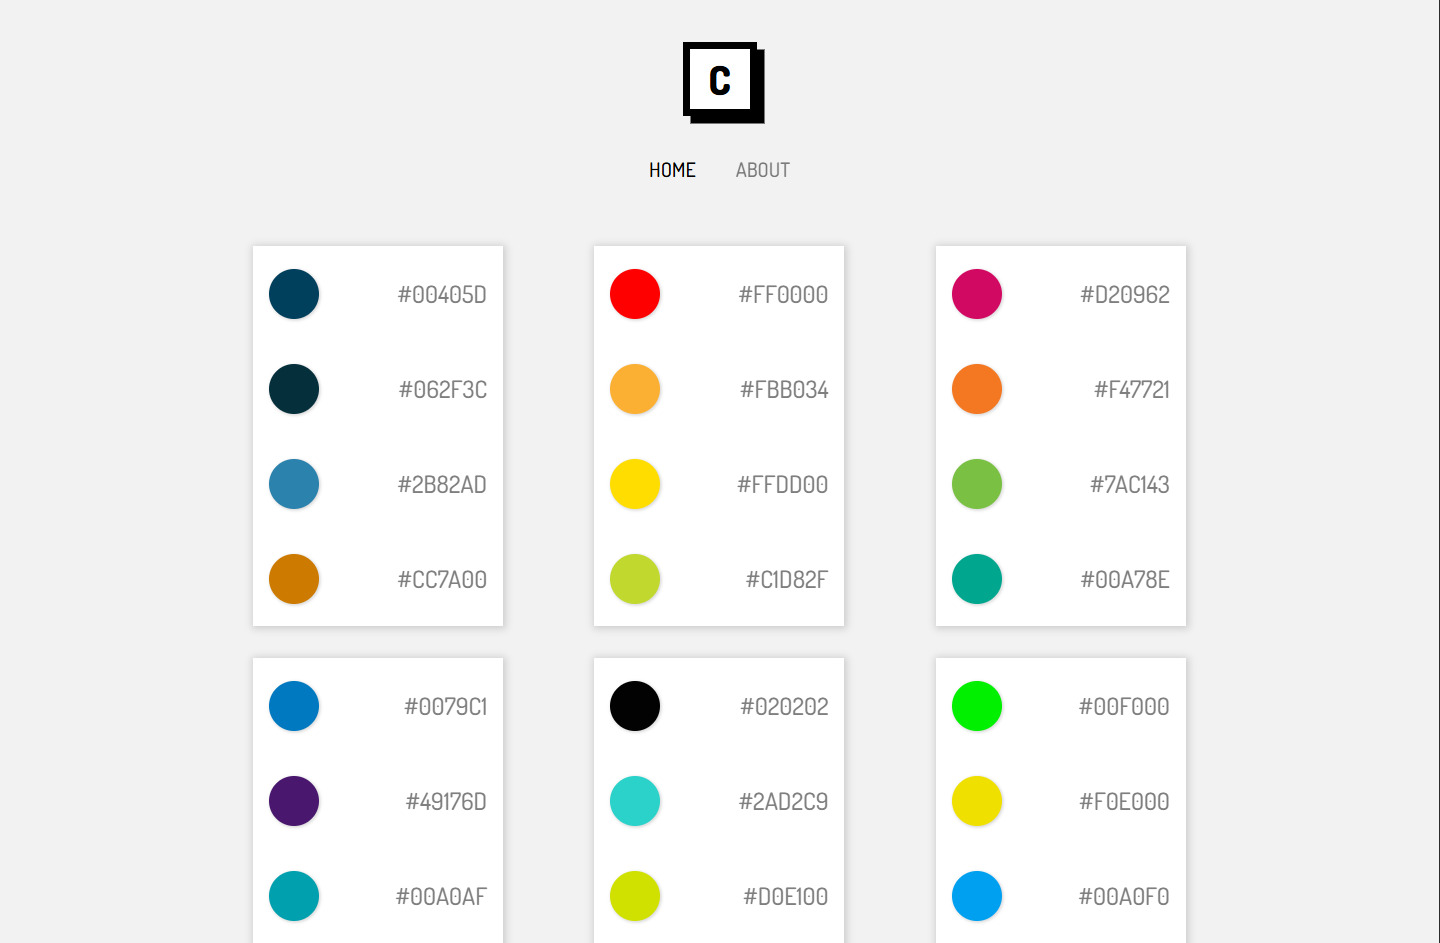 C
HOME ABOUT
#00405D #FF0000 #D20962
#062F3C #FBB034 #F47721
#2B82AD #FFDD00 #7AC143
#CC7A00 #C1D82F #00A78E
#0079C1 #020202 #00F000
#49176D #2AD2C9 #F0E000
#00A0AF #D0E100 #00A0F0